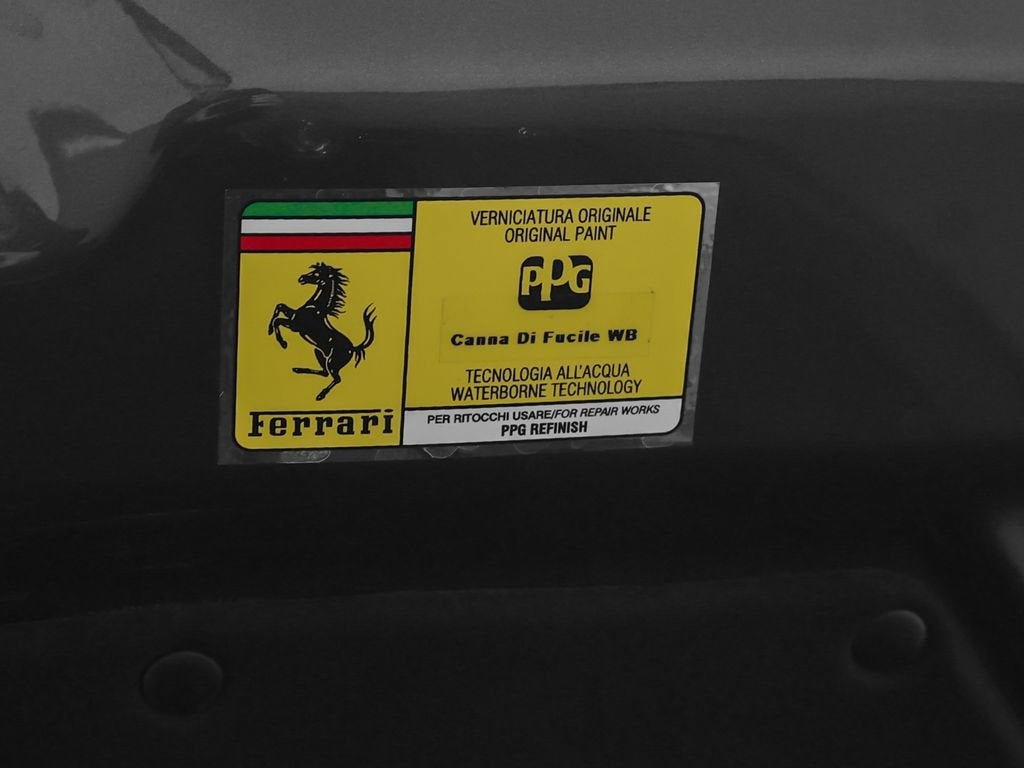 VERNICIATURA ORIGINALE
ORIGINAL PAINT
PPG
Canna Di Fucile WB
TECNOLOGIA ALL'ACQUA
WATERBORNE TECHNOLOGY
Ferrari
PER RITOCCHI USARE/FOR REPAIR WORKS
PPG REFINISH